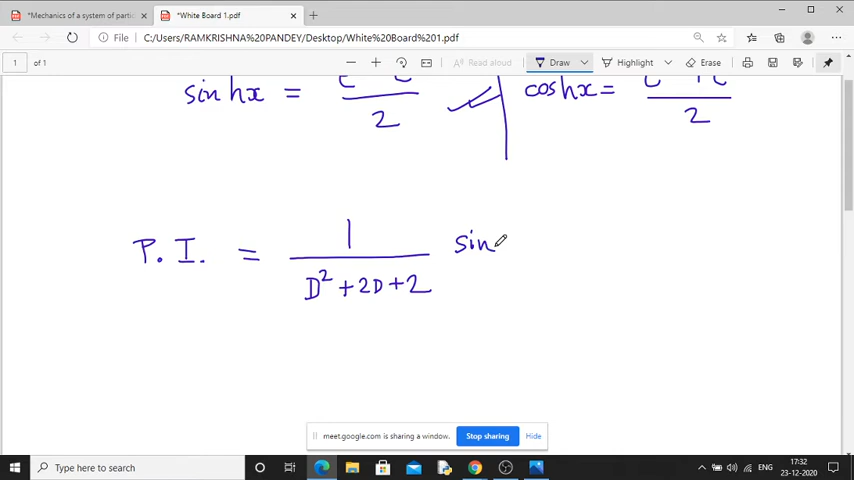 *Mechanics of a system of partic
*White Board 1.pdf
File
C:/Users/RAMKRISHNA%20PANDEY/Desktop/White%20Board%201.pdf
1 of 1
Read aloud
Draw
Highlight
Erase
sinhx = 2
coshx = 2
P. I. = 1 / D²+2D+2 sin
meet.google.com is sharing a window.
Stop sharing
Hide
Type here to search
ENG
17:32
23-12-2020